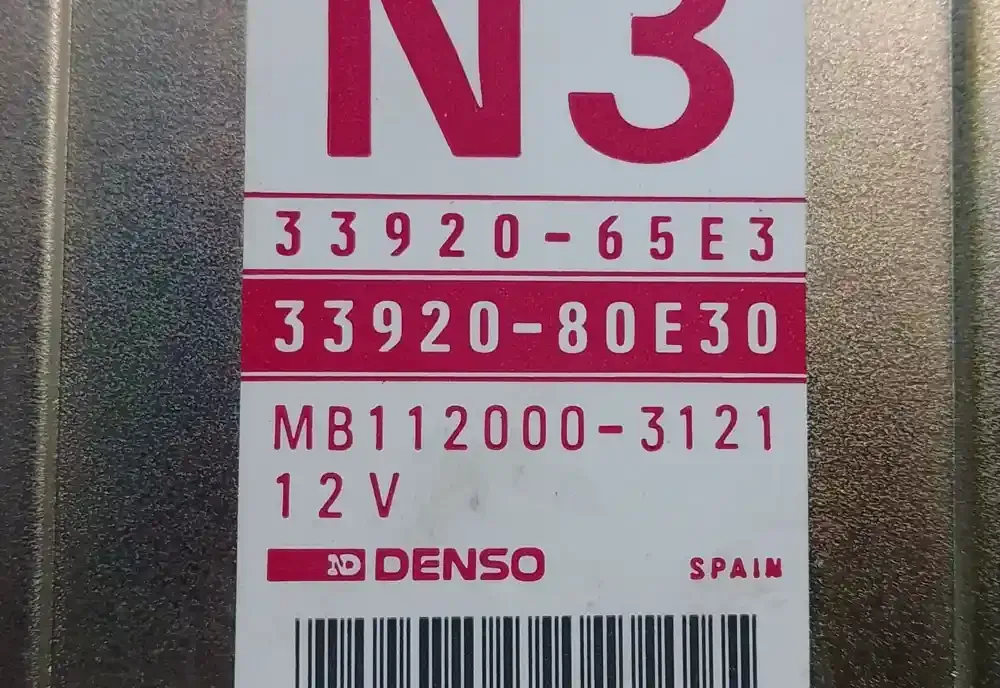 N3
33920-65E3
33920-80E30
MB112000-3121
12V
ND DENSO SPAIN